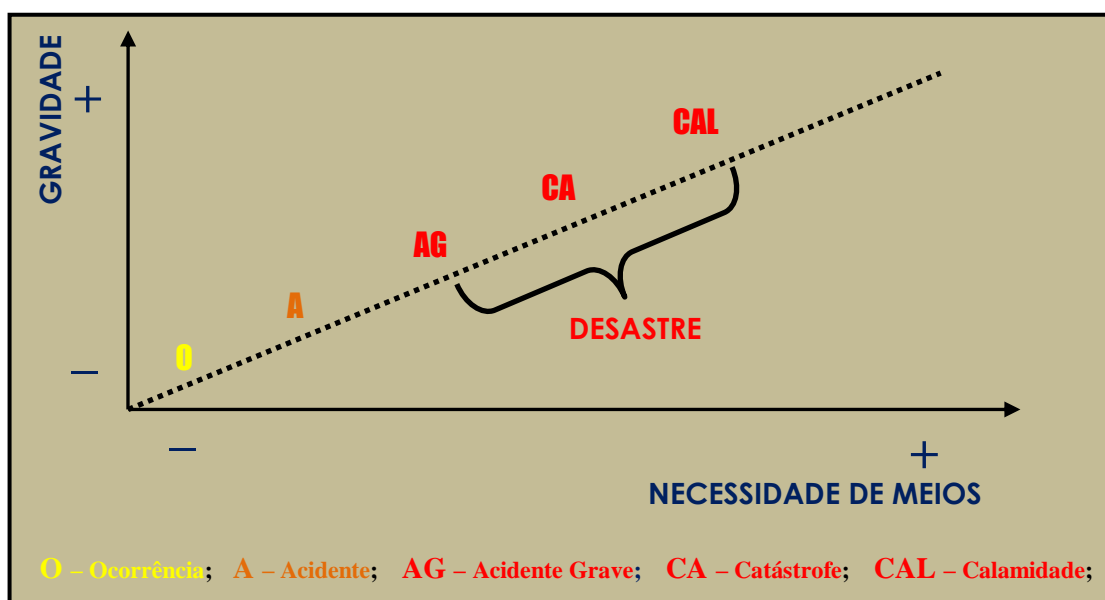 GRAVIDADE
+
CAL
CA
AG
A
DESASTRE
O
–
–
+
NECESSIDADE DE MEIOS
O – Ocorrência; A – Acidente; AG – Acidente Grave; CA – Catástrofe; CAL – Calamidade;